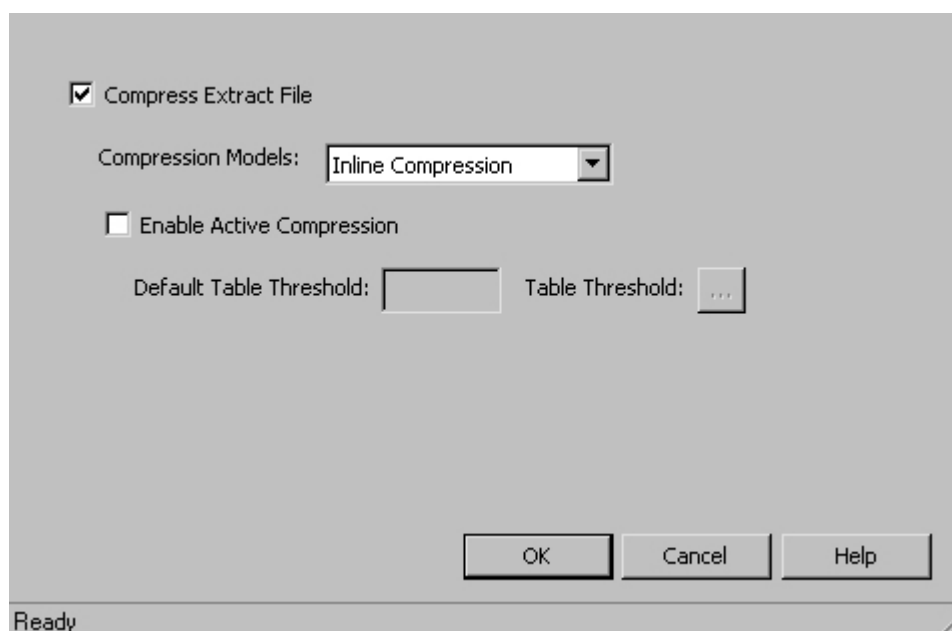 Compress Extract File
Compression Models: Inline Compression
Enable Active Compression
Default Table Threshold: Table Threshold: ...
OK Cancel Help
Ready